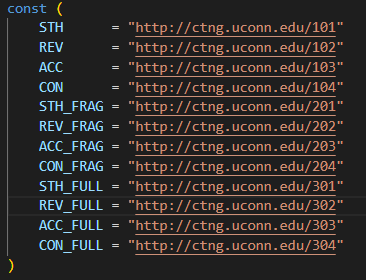 const (
STH = "http://ctng.uconn.edu/101"
REV = "http://ctng.uconn.edu/102"
ACC = "http://ctng.uconn.edu/103"
CON = "http://ctng.uconn.edu/104"
STH_FRAG = "http://ctng.uconn.edu/201"
REV_FRAG = "http://ctng.uconn.edu/202"
ACC_FRAG = "http://ctng.uconn.edu/203"
CON_FRAG = "http://ctng.uconn.edu/204"
STH_FULL = "http://ctng.uconn.edu/301"
REV_FULL = "http://ctng.uconn.edu/302"
ACC_FULL = "http://ctng.uconn.edu/303"
CON_FULL = "http://ctng.uconn.edu/304"
)